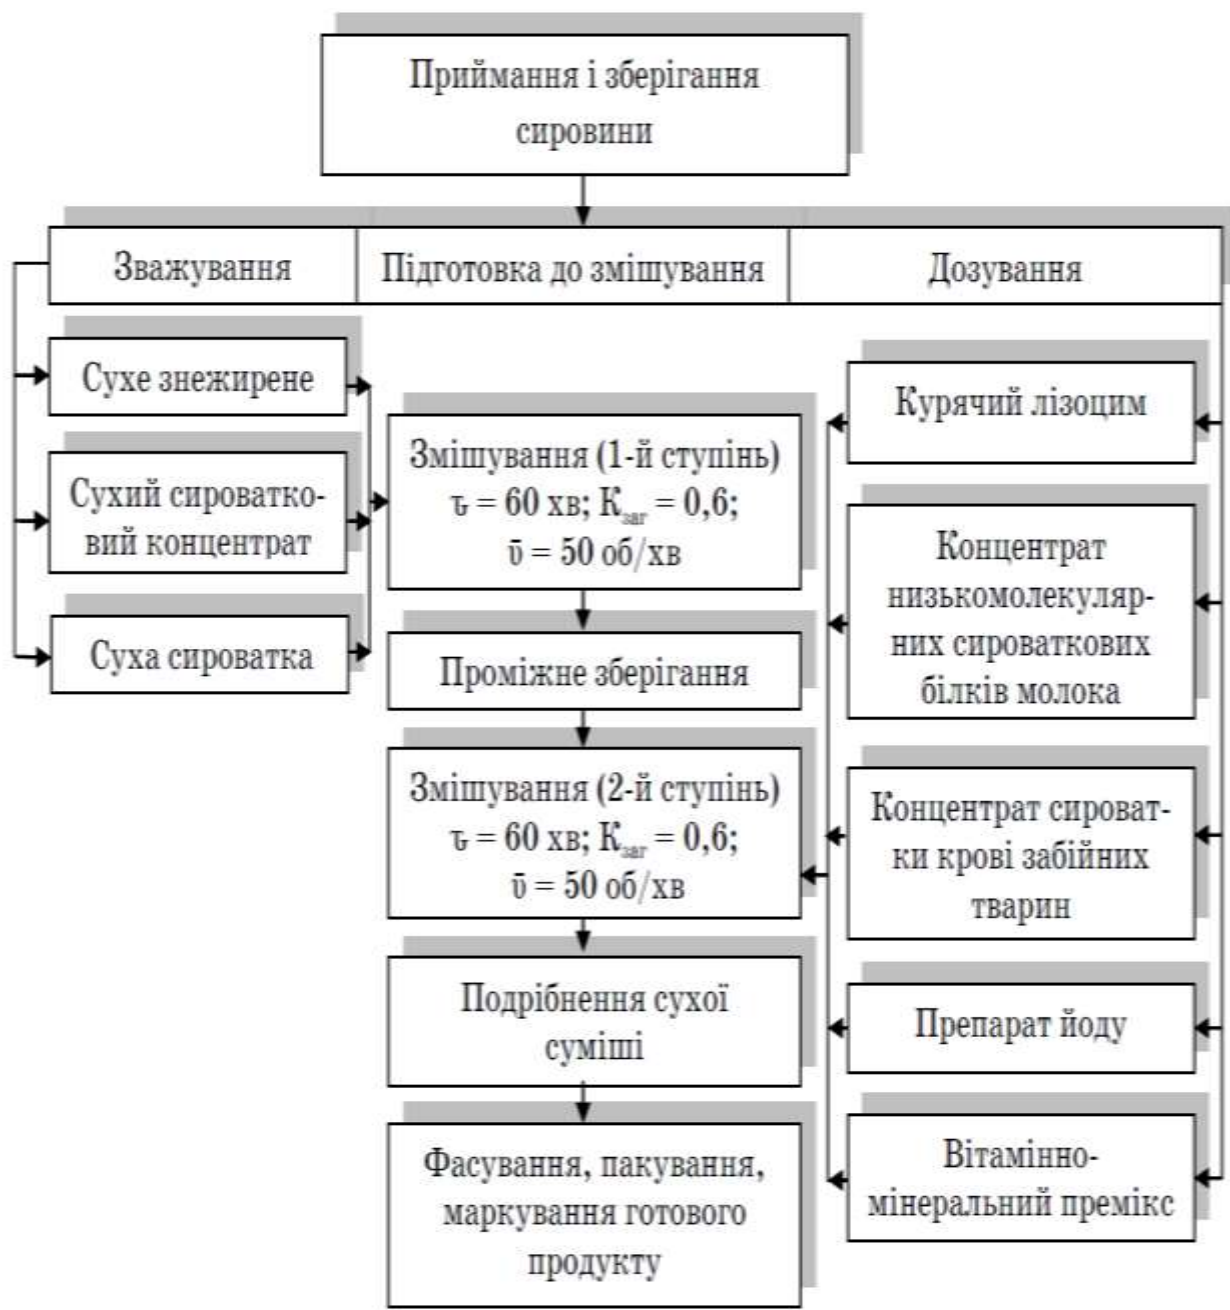 Приймання і зберігання
сировини
Зважування
Підготовка до змішування
Дозування
Сухе знежирене
Сухий сироватко-
вий концентрат
Суха сироватка
Змішування (1-й ступінь)
τ = 60 хв; Kзаг = 0,6;
ῡ = 50 об/хв
Проміжне зберігання
Змішування (2-й ступінь)
τ = 60 хв; Kзаг = 0,6;
ῡ = 50 об/хв
Подрібнення сухої
суміші
Фасування, пакування,
маркування готового
продукту
Курячий лізоцим
Концентрат
низькомолекуляр-
них сироваткових
білків молока
Концентрат сироват-
ки крові забійних
тварин
Препарат йоду
Вітамінно-
мінеральний премікс